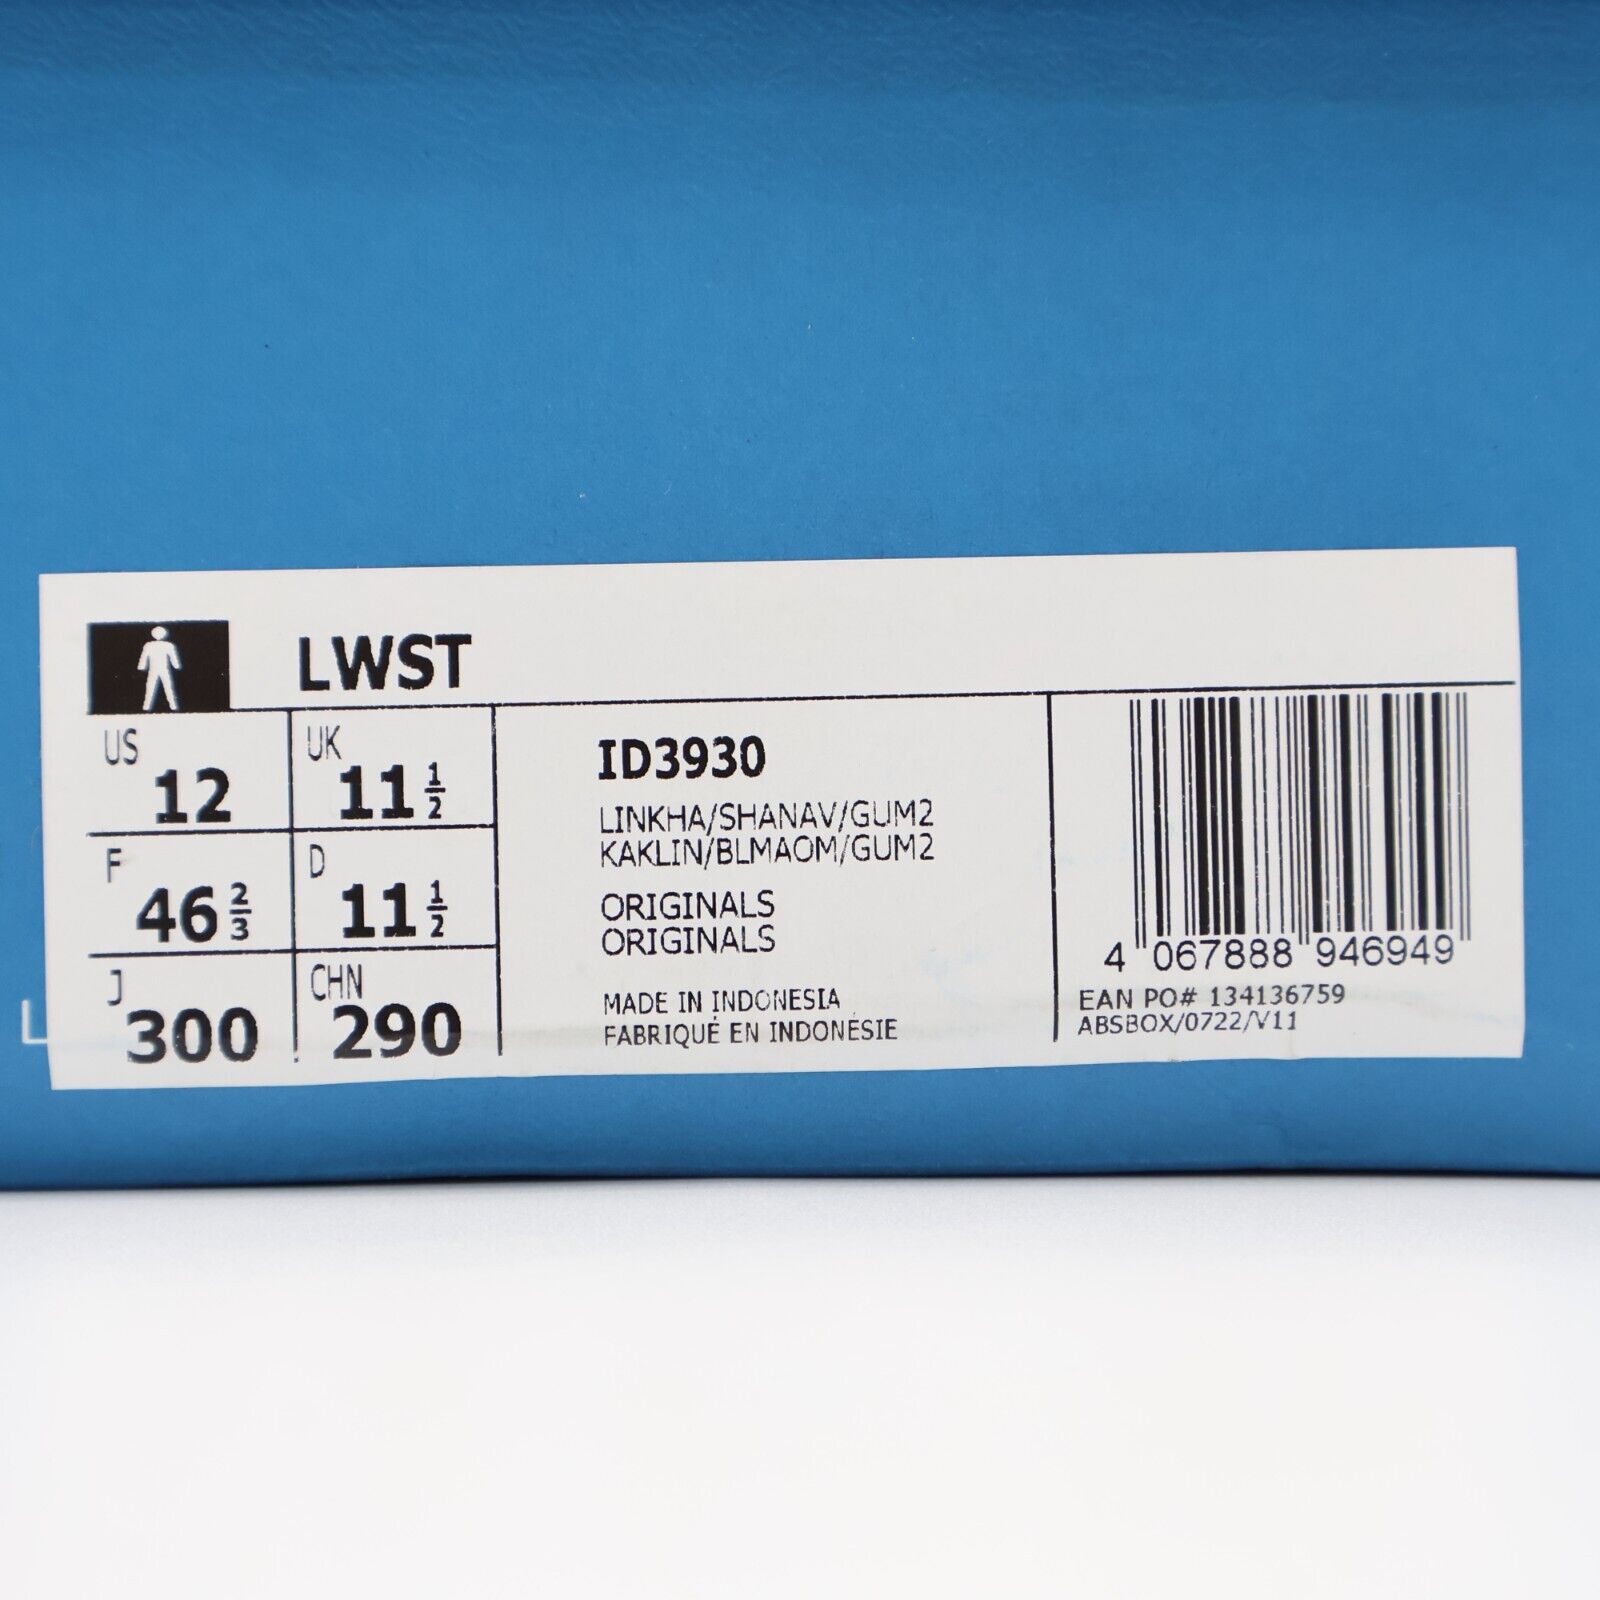 LWST
US 12 UK 11 1/2
F 46 2/3 D 11 1/2
J 300 CHN 290
ID3930
LINKHA/SHANAV/GUM2
KAKLIN/BLMAOM/GUM2
ORIGINALS
ORIGINALS
MADE IN INDONESIA
FABRIQUÉ EN INDONÉSIE
4 067888 946949
EAN PO# 134136759
ABSBOX/0722/V11
L